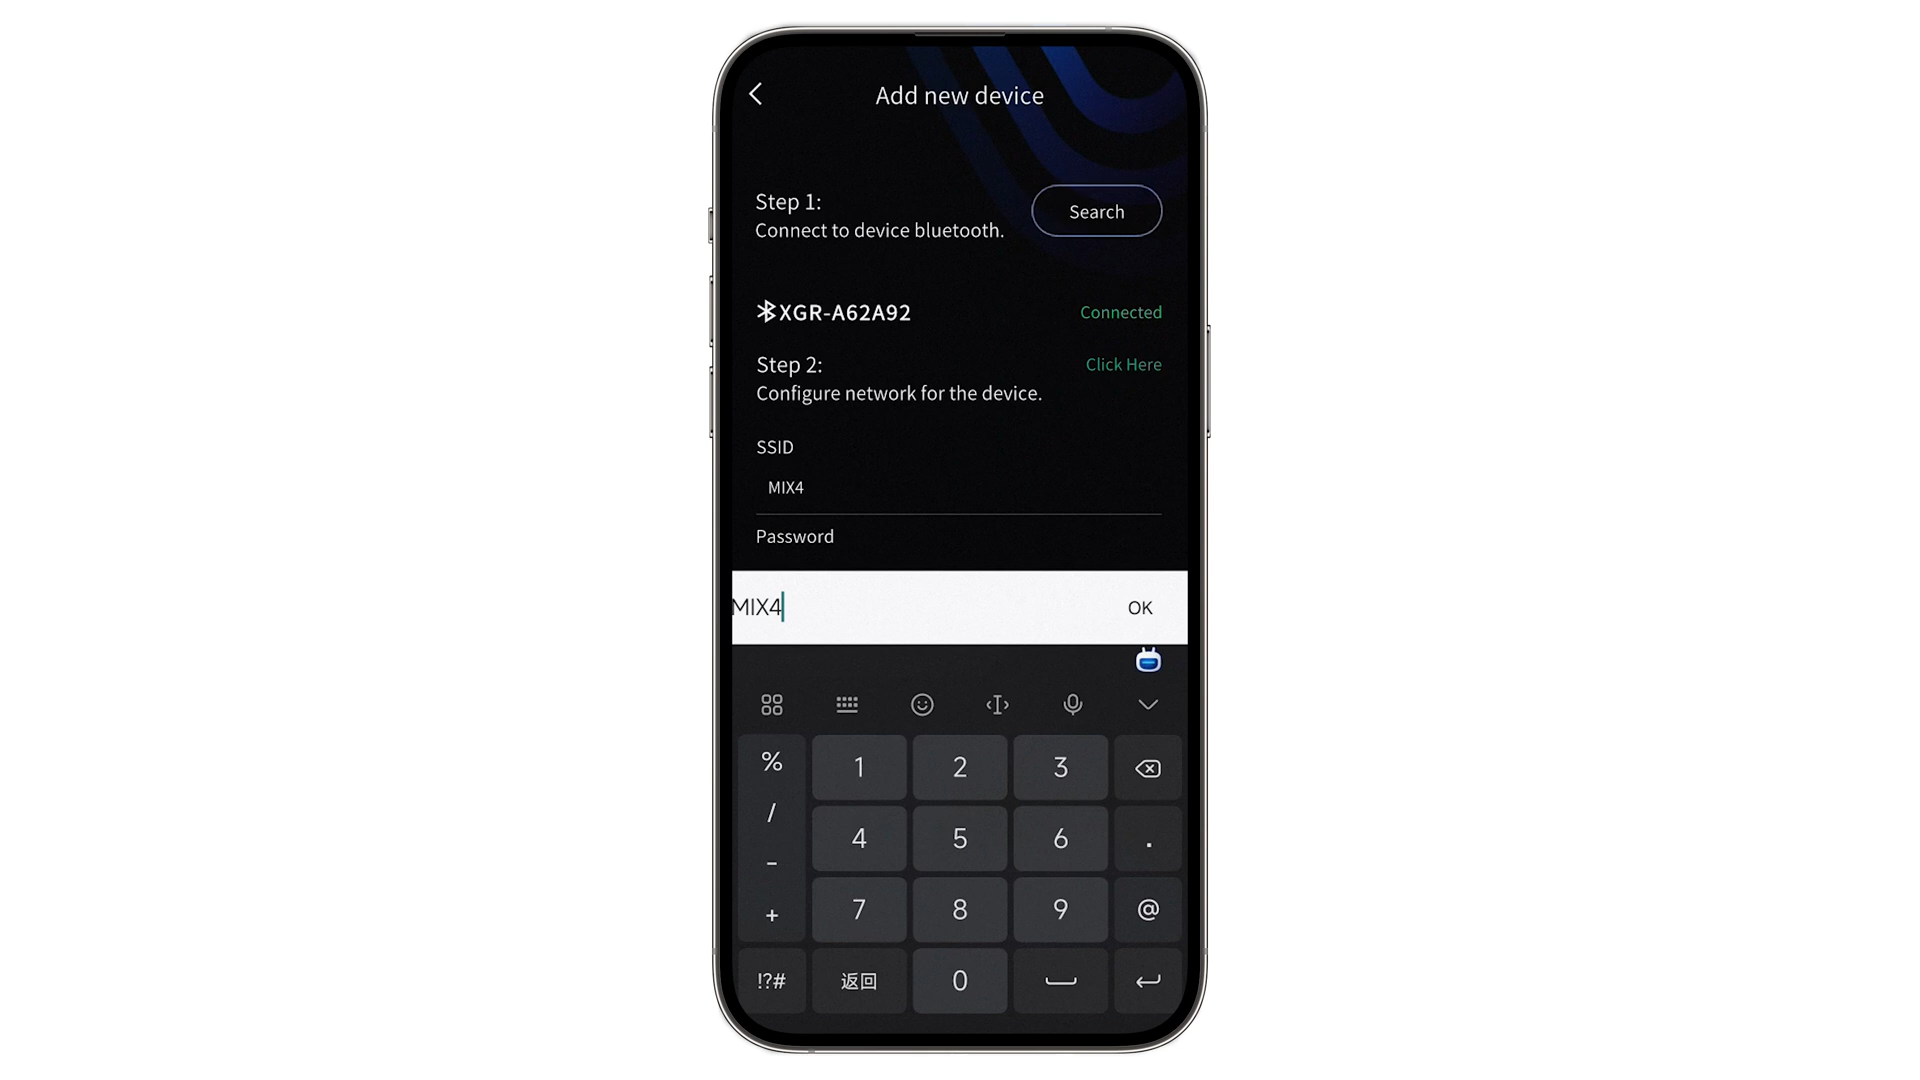 Add new device
Step 1:
Connect to device bluetooth.
Search
XGR-A62A92
Connected
Step 2:
Click Here
Configure network for the device.
SSID
MIX4
Password
MIX4
OK
% 1 2 3
/ 4 5 6 .
-
+ 7 8 9 @
!?# 返回 0